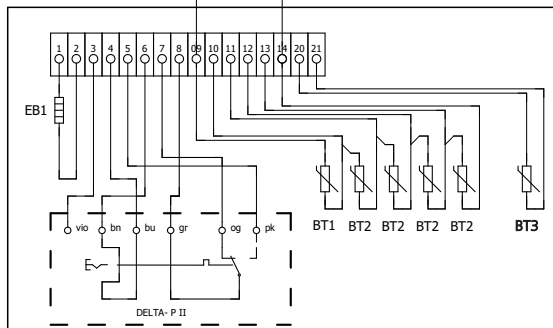 1 2 3 4 5 6 7 8 09 10 11 12 13 14 20 21
EB1
BT1 BT2 BT2 BT2 BT2 BT3
vio bn bu gr og pk
DELTA- P II